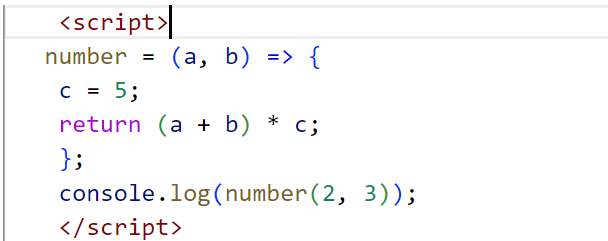 <script>
number = (a, b) => {
c = 5;
return (a + b) * c;
};
console.log(number(2, 3));
</script>